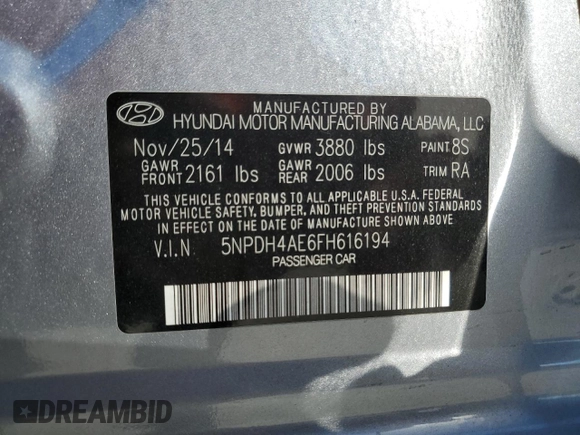 MANUFACTURED BY
HYUNDAI MOTOR MANUFACTURING ALABAMA, LLC
Nov/25/14 GVWR 3880 lbs PAINT 8S
GAWR FRONT 2161 lbs GAWR REAR 2006 lbs TRIM RA
THIS VEHICLE CONFORMS TO ALL APPLICABLE U.S.A. FEDERAL
MOTOR VEHICLE SAFETY, BUMPER, AND THEFT PREVENTION
STANDARDS IN EFFECT ON THE DATE OF MANUFACTURE SHOWN ABOVE.
V.I.N 5NPDH4AE6FH616194
PASSENGER CAR
DREAMBID